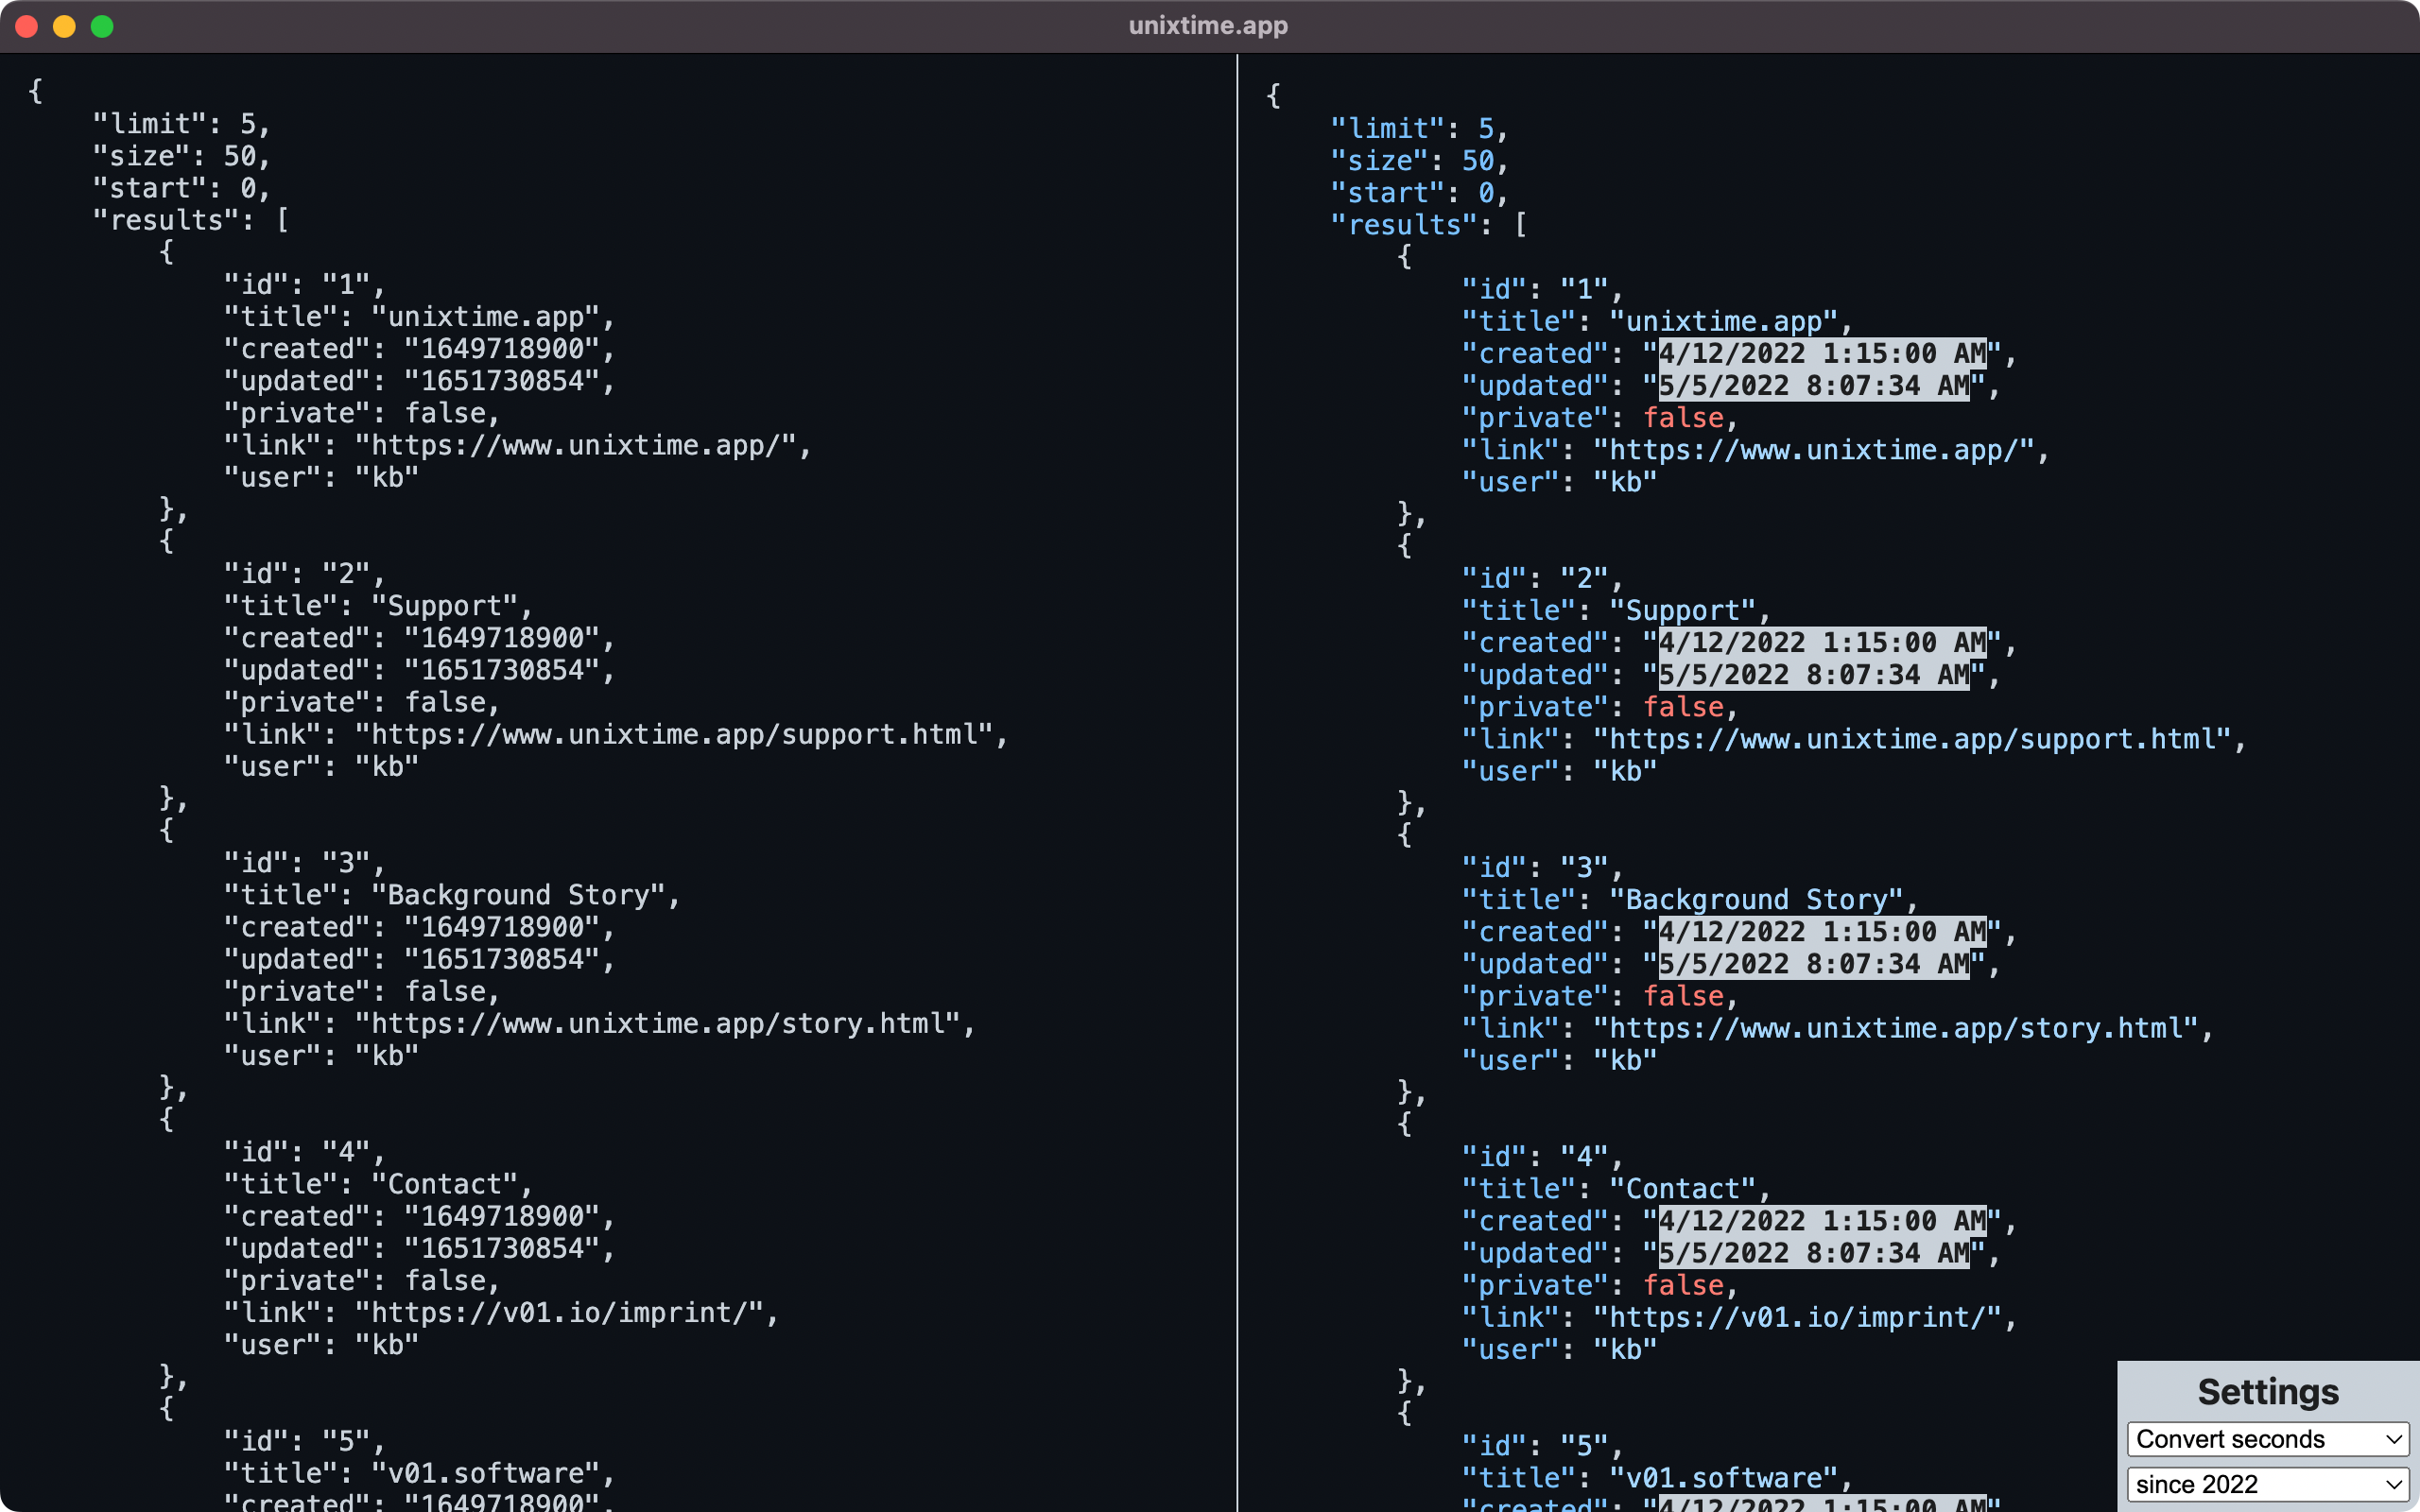 unixtime.app
{
    "limit": 5,
    "size": 50,
    "start": 0,
    "results": [
        {
            "id": "1",
            "title": "unixtime.app",
            "created": "1649718900",
            "updated": "1651730854",
            "private": false,
            "link": "https://www.unixtime.app/",
            "user": "kb"
        },
        {
            "id": "2",
            "title": "Support",
            "created": "1649718900",
            "updated": "1651730854",
            "private": false,
            "link": "https://www.unixtime.app/support.html",
            "user": "kb"
        },
        {
            "id": "3",
            "title": "Background Story",
            "created": "1649718900",
            "updated": "1651730854",
            "private": false,
            "link": "https://www.unixtime.app/story.html",
            "user": "kb"
        },
        {
            "id": "4",
            "title": "Contact",
            "created": "1649718900",
            "updated": "1651730854",
            "private": false,
            "link": "https://v01.io/imprint/",
            "user": "kb"
        },
        {
            "id": "5",
            "title": "v01.software",
            "created": "1649718900",
{
    "limit": 5,
    "size": 50,
    "start": 0,
    "results": [
        {
            "id": "1",
            "title": "unixtime.app",
            "created": "4/12/2022 1:15:00 AM",
            "updated": "5/5/2022 8:07:34 AM",
            "private": false,
            "link": "https://www.unixtime.app/",
            "user": "kb"
        },
        {
            "id": "2",
            "title": "Support",
            "created": "4/12/2022 1:15:00 AM",
            "updated": "5/5/2022 8:07:34 AM",
            "private": false,
            "link": "https://www.unixtime.app/support.html",
            "user": "kb"
        },
        {
            "id": "3",
            "title": "Background Story",
            "created": "4/12/2022 1:15:00 AM",
            "updated": "5/5/2022 8:07:34 AM",
            "private": false,
            "link": "https://www.unixtime.app/story.html",
            "user": "kb"
        },
        {
            "id": "4",
            "title": "Contact",
            "created": "4/12/2022 1:15:00 AM",
            "updated": "5/5/2022 8:07:34 AM",
            "private": false,
            "link": "https://v01.io/imprint/",
            "user": "kb"
        },
        {
            "id": "5",
            "title": "v01.software",
            "created": "4/12/2022 1:15:00 AM"
Settings
Convert seconds
since 2022